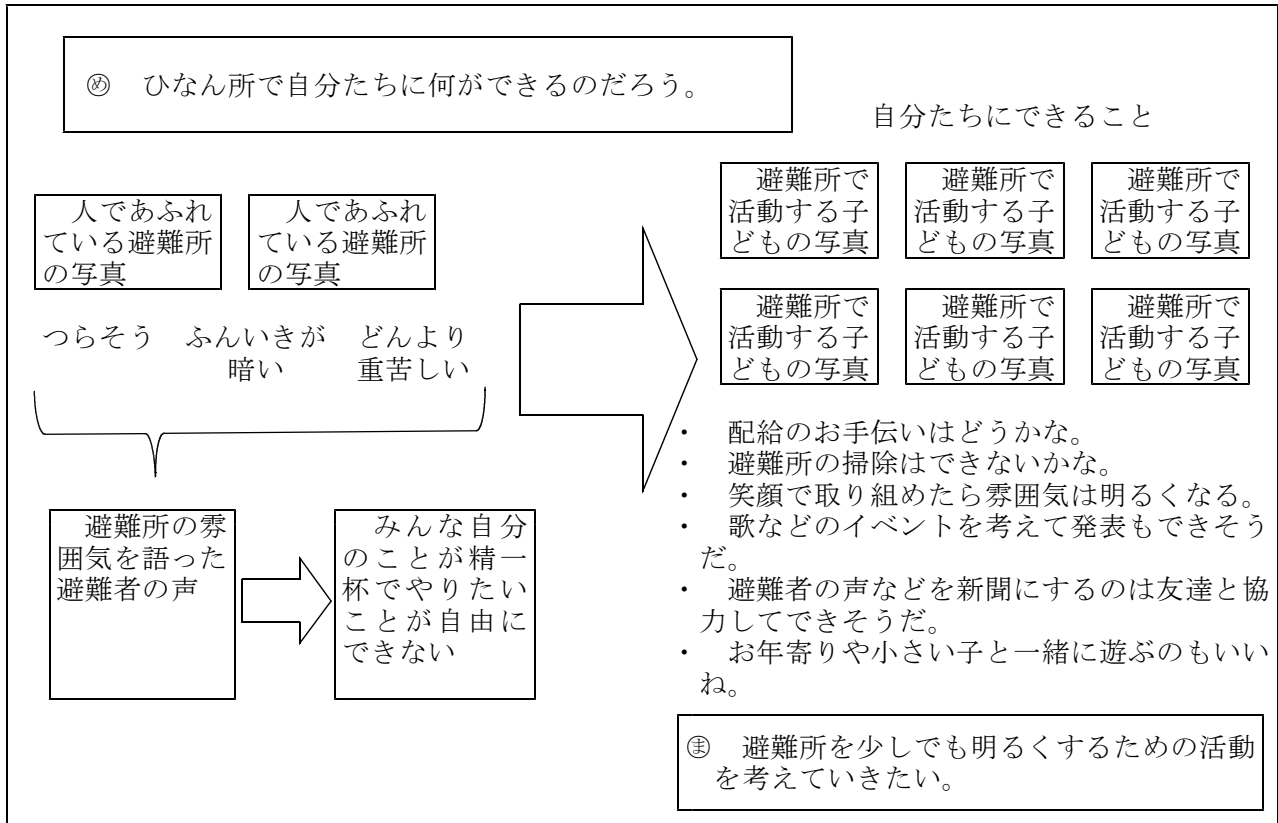 ㋱　ひなん所で自分たちに何ができるのだろう。
人であふれ
ている避難所
の写真
人であふれ
ている避難所
の写真
つらそう
ふんいきが
暗い
どんより
重苦しい
避難所の雰
囲気を語った
避難者の声
みんな自分
のことが精一
杯でやりたい
ことが自由に
できない
自分たちにできること
避難所で
活動する子
どもの写真
避難所で
活動する子
どもの写真
避難所で
活動する子
どもの写真
避難所で
活動する子
どもの写真
避難所で
活動する子
どもの写真
避難所で
活動する子
どもの写真
・　配給のお手伝いはどうかな。
・　避難所の掃除はできないかな。
・　笑顔で取り組めたら雰囲気は明るくなる。
・　歌などのイベントを考えて発表もできそう
だ。
・　避難者の声などを新聞にするのは友達と協
力してできそうだ。
・　お年寄りや小さい子と一緒に遊ぶのもいい
ね。
㋮　避難所を少しでも明るくするための活動
を考えていきたい。